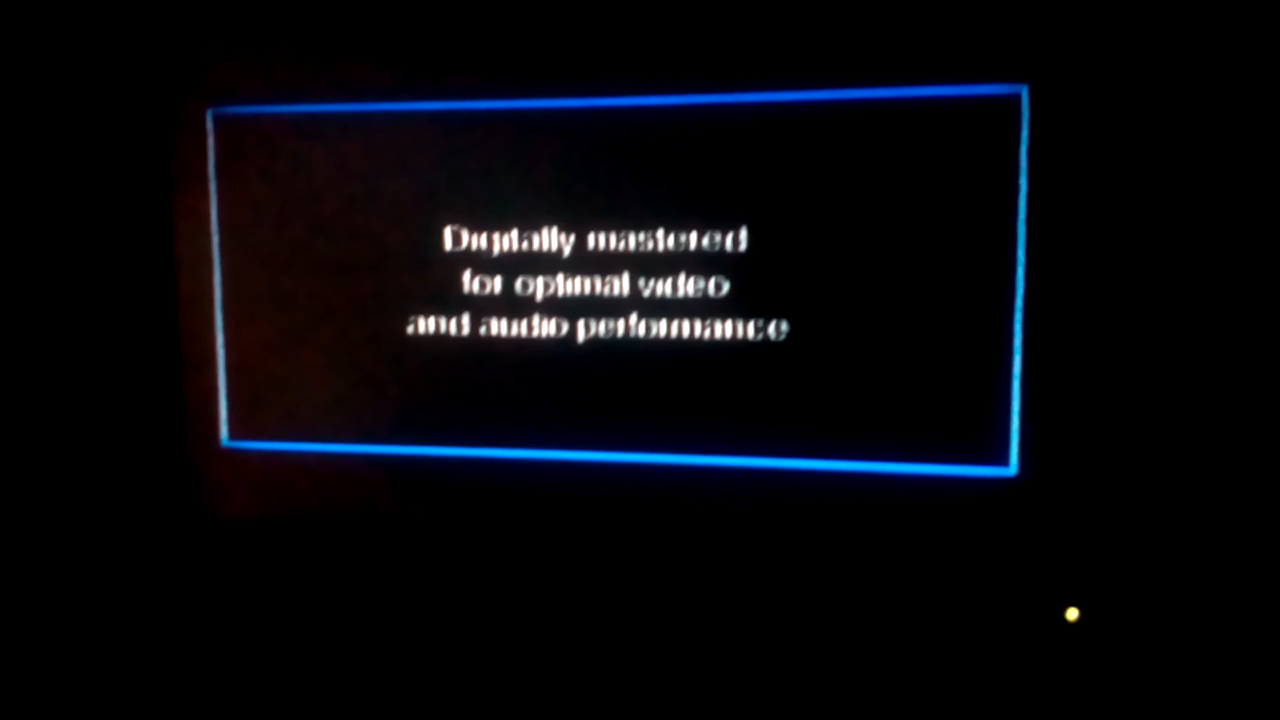 Digitally mastered
for optimal video
and audio performance